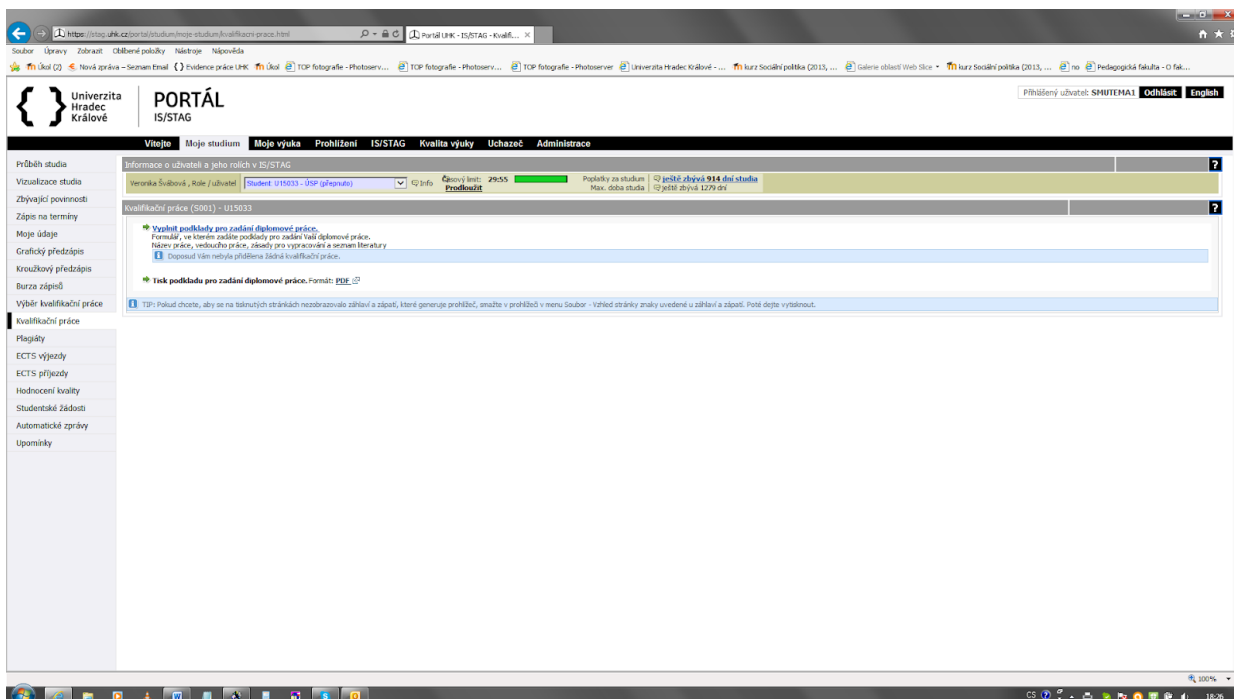 https://stag.uhk.cz/portal/studium/moje-studium/kvalifikacni-prace.html
Portál UHK - IS/STAG - Kvalifi...
Soubor Úpravy Zobrazit Oblíbené položky Nástroje Nápověda
Úkol (2) Nová zpráva – Seznam Email Evidence práce UHK Úkol TOP fotografie - Photoserv... TOP fotografie - Photoserv... TOP fotografie - Photoserver Univerzita Hradec Králové - ... kurz Sociální politika (2013, ... Galerie oblastí Web Slice kurz Sociální politika (2013, ... no Pedagogická fakulta - O fak...
Univerzita
Hradec
Králové
PORTÁL
IS/STAG
Přihlášený uživatel: SMUTEMA1 Odhlásit English
Vítejte Moje studium Moje výuka Prohlížení IS/STAG Kvalita výuky Uchazeč Administrace
Průběh studia
Vizualizace studia
Zbývající povinnosti
Zápis na termíny
Moje údaje
Grafický předzápis
Kroužkový předzápis
Burza zápisů
Výběr kvalifikační práce
Kvalifikační práce
Plagiáty
ECTS výjezdy
ECTS příjezdy
Hodnocení kvality
Studentské žádosti
Automatické zprávy
Upomínky
Informace o uživateli a jeho rolích v IS/STAG ?
Veronika Švábová , Role / uživatel Student: U15033 - ÚSP (přepnuto) Info Časový limit: 29:55 Poplatky za studium ještě zbývá 914 dní studia
Prodloužit Max. doba studia ještě zbývá 1279 dní
Kvalifikační práce (S001) - U15033 ?
Vyplnit podklady pro zadání diplomové práce.
Formulář, ve kterém zadáte podklady pro zadání Vaší diplomové práce.
Název práce, vedoucího práce, zásady pro vypracování a seznam literatury
Doposud Vám nebyla přidělena žádná kvalifikační práce.
Tisk podkladu pro zadání diplomové práce. Formát: PDF
TIP: Pokud chcete, aby se na tisknutých stránkách nezobrazovalo záhlaví a zápatí, které generuje prohlížeč, smažte v prohlížeči v menu Soubor - Vzhled stránky znaky uvedené u záhlaví a zápatí. Poté dejte vytisknout.
100%
CS 18:26